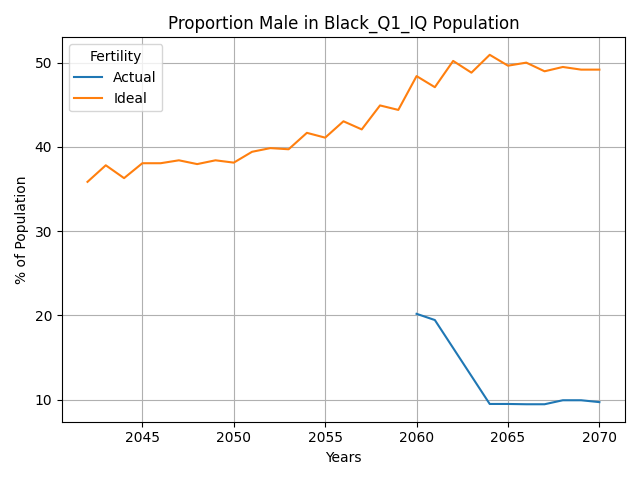 Proportion Male in Black_Q1_IQ Population
Fertility
Actual
Ideal
% of Population
50
40
30
20
10
2045 2050 2055 2060 2065 2070
Years